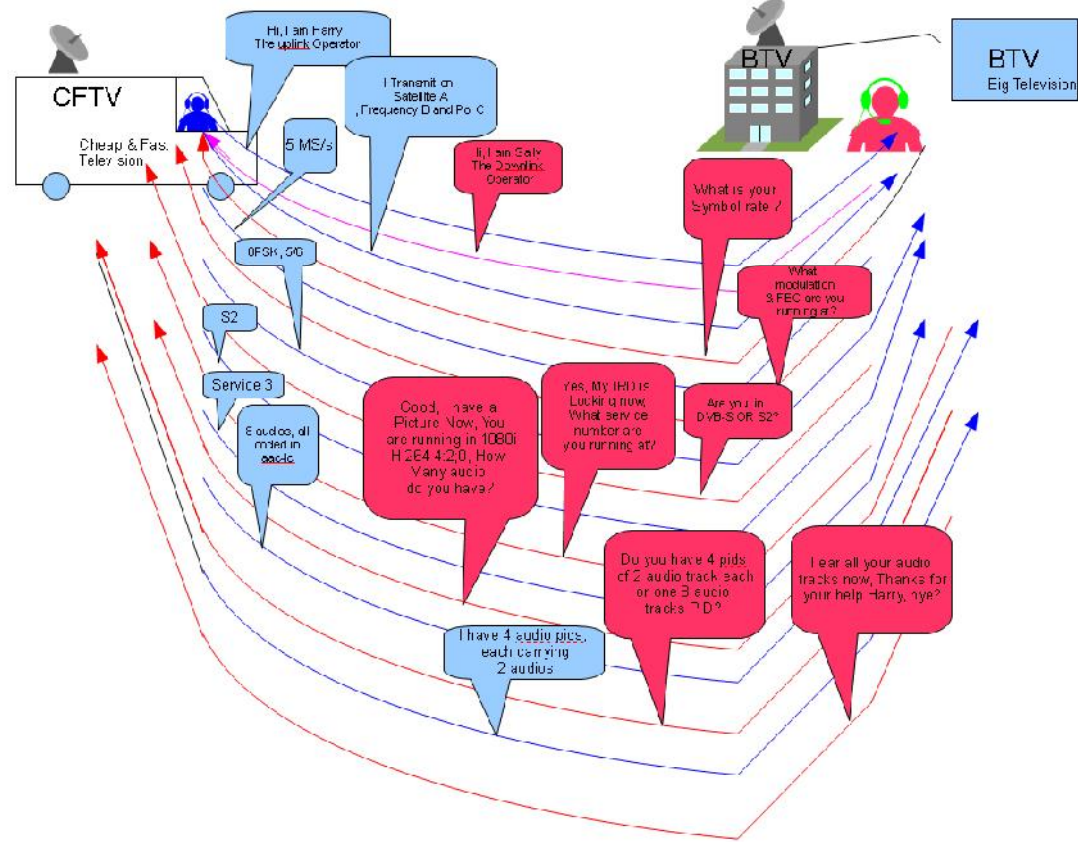 CFTV
Cheap & Fas.
Television
Hi, I am Harry
The uplink Operator
I Transmit on
Satellite A
, Frequency B and Pol C
5 MS/s
Hi, I am Sally
The Downlink
Operator
BTV
BTV
Eig Television
What is your
Symbol rate ?
What
modulation
& FEC are you
running at?
QPSK, 5/6
Are you in
DVB-S OR S2?
S2
Yes, My IRD is
Locking now,
What service
number are
you running at?
Service 3
Good, I have a
Picture Now, You
are running in 1080i
H.264 4:2;0, How
Many audio
do you have?
8 audios, all
coded in
aac-lc
Do you have 4 pids
of 2 audio track each
or one 8 audio
tracks PID?
I have 4 audio pids,
each carrying
2 audios
I ear all your audio
tracks now, Thanks for
your help Harry, bye?